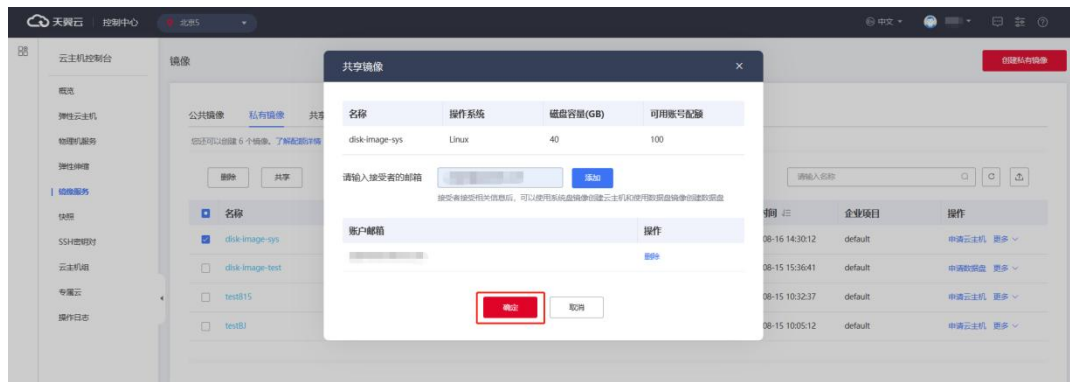 天翼云 控制中心 北京5 中文
云主机控制台
概览
弹性云主机
物理机服务
弹性伸缩
镜像服务
快照
SSH密钥对
云主机组
专属云
操作日志
镜像 创建私有镜像
公共镜像 私有镜像 共享
您还可以创建 6 个镜像。了解配额详情
删除 共享 请输入名称
名称 时间 企业项目 操作
disk-image-sys 08-16 14:30:12 default 申请云主机 更多
disk-image-test 08-15 15:36:41 default 申请数据盘 更多
test815 08-15 10:32:37 default 申请云主机 更多
test81 08-15 10:05:12 default 申请云主机 更多
共享镜像
名称 操作系统 磁盘容量(GB) 可用账号配额
disk-image-sys Linux 40 100
请输入接受者的邮箱 添加
接受者接受相关信息后，可以使用系统盘镜像创建云主机和使用数据盘镜像创建数据盘
账户邮箱 操作
删除
确定 取消